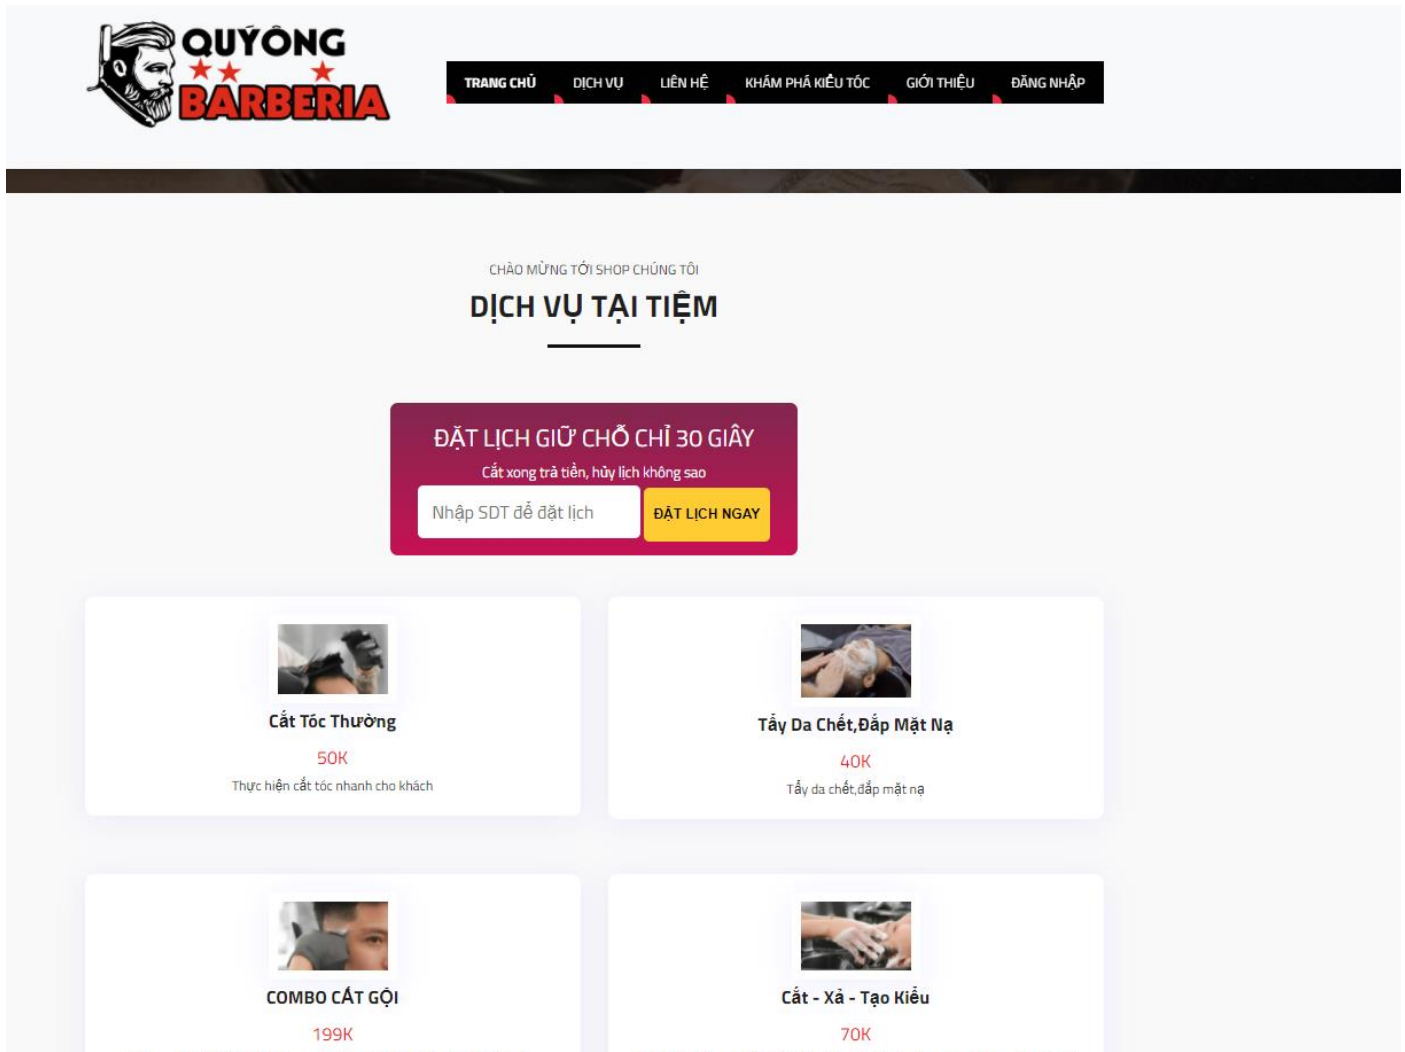 QUÝÔNG
BARBERIA
TRANG CHỦ DỊCH VỤ LIÊN HỆ KHÁM PHÁ KIỂU TÓC GIỚI THIỆU ĐĂNG NHẬP
CHÀO MỪNG TỚI SHOP CHÚNG TÔI
DỊCH VỤ TẠI TIỆM
ĐẶT LỊCH GIỮ CHỖ CHỈ 30 GIÂY
Cắt xong trả tiền, hủy lịch không sao
Nhập SDT để đặt lịch
ĐẶT LỊCH NGAY
Cắt Tóc Thường
50K
Thực hiện cắt tóc nhanh cho khách
Tẩy Da Chết,Đắp Mặt Nạ
40K
Tẩy da chết,đắp mặt nạ
COMBO CẮT GỘI
199K
Cắt - Xả - Tạo Kiểu
70K